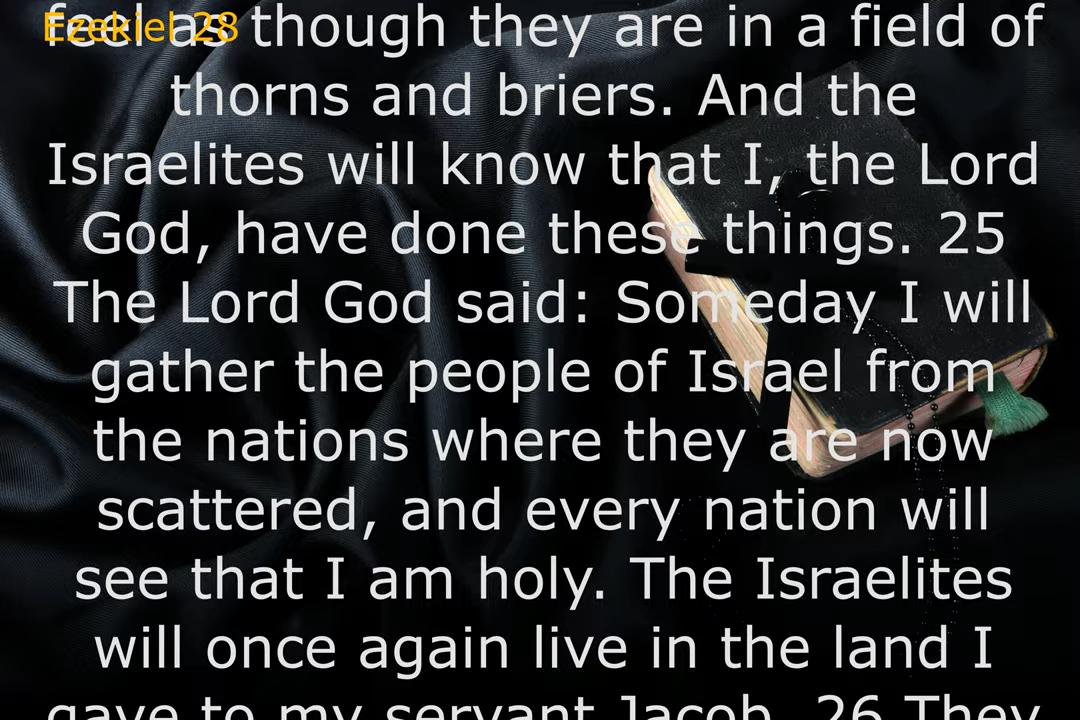 Ezekiel 28
feel as though they are in a field of
thorns and briers. And the
Israelites will know that I, the Lord
God, have done these things. 25
The Lord God said: Someday I will
gather the people of Israel from
the nations where they are now
scattered, and every nation will
see that I am holy. The Israelites
will once again live in the land I
gave to my servant Jacob. 26 They